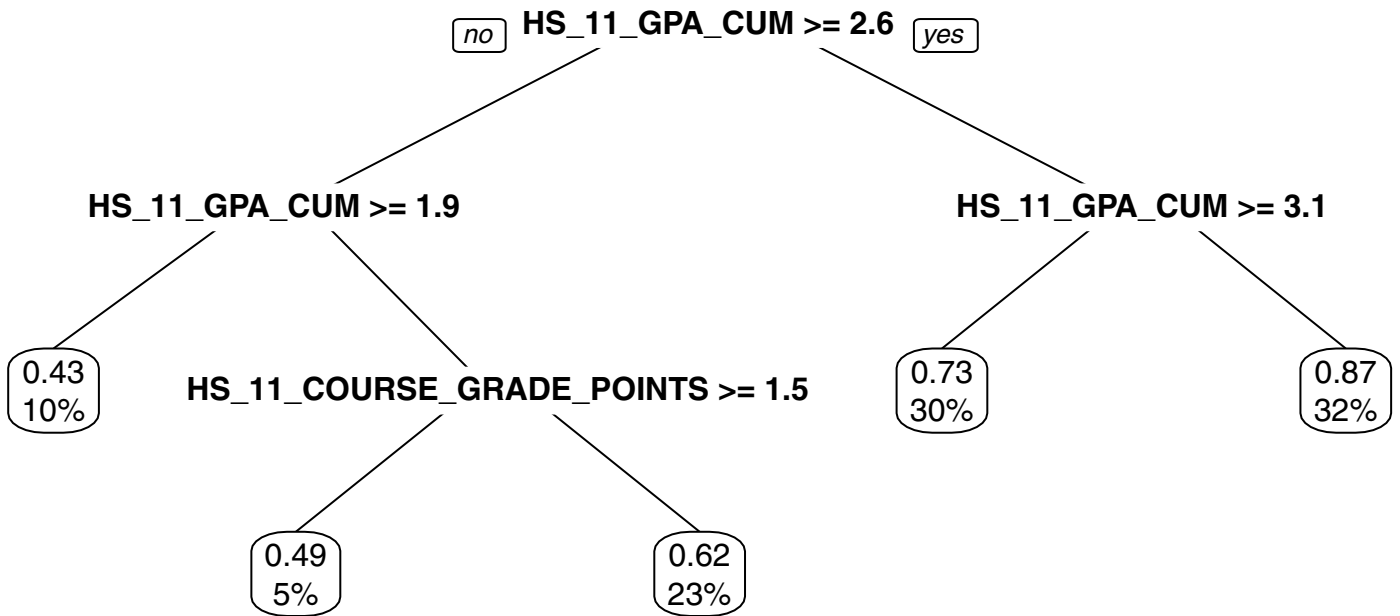 no HS_11_GPA_CUM >= 2.6 yes
HS_11_GPA_CUM >= 1.9
HS_11_GPA_CUM >= 3.1
0.43
10%
HS_11_COURSE_GRADE_POINTS >= 1.5
0.73
30%
0.87
32%
0.49
5%
0.62
23%